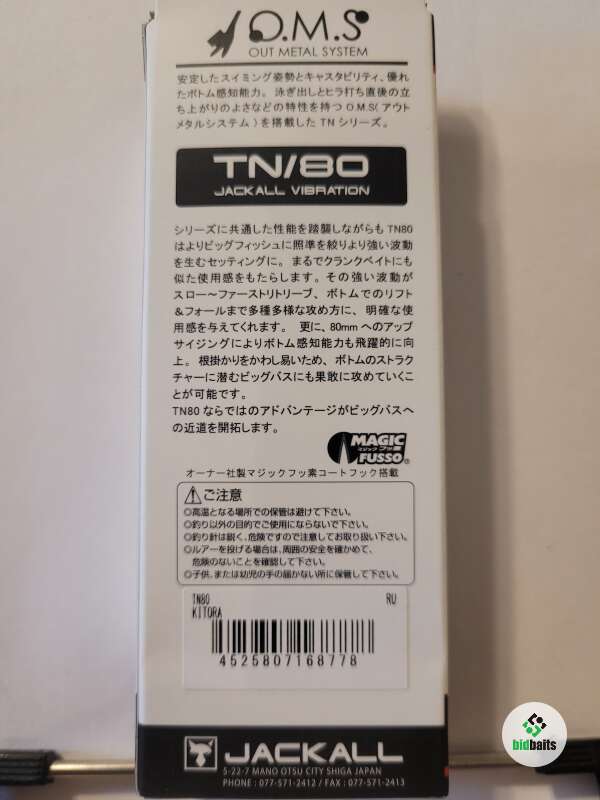 O.M.S
OUT METAL SYSTEM
安定したスイミング姿勢とキャスタビリティ、優れ
たボトム感知能力。 泳ぎ出しとヒラ打ち直後の立
ち上がりのよさなどの特性を持つ O.M.S(アウト
メタルシステム)を搭載した TN シリーズ。
TN/80
JACKALL VIBRATION
シリーズに共通した性能を踏襲しながらも TN80
はよりビッグフィッシュに照準を絞りより強い波動
を生むセッティングに。 まるでクランクベイトにも
似た使用感をもたらします。その強い波動が
スロー〜ファーストリトリーブ、ボトムでのリフト
&フォールまで多種多様な攻め方に、 明確な使
用感を与えてくれます。 更に、80mm へのアップ
サイジングによりボトム感知能力も飛躍的に向
上。 根掛かりをかわし易いため、 ボトムのストラク
チャーに潜むビッグバスにも果敢に攻めていくこ
とが可能です。
TN80 ならではのアドバンテージがビッグバスへ
の近道を開拓します。
MAGIC
マジック フッ素
FUSSO®
オーナー社製マジックフッ素コートフック搭載
ご注意
◎高温となる場所での保管は避けて下さい。
◎釣り以外の目的でご使用にならないで下さい。
◎釣り針は鋭く、危険ですので注意してお取り扱い下さい。
◎ルアーを投げる場合は、周囲の安全を確かめて、
危険のないことを確認して下さい。
◎子供、または幼児の手の届かない所に保管して下さい。
TN80 RU
KITORA
4525807168778
JACKALL
5-22-7 MANO OTSU CITY SHIGA JAPAN
PHONE : 077-571-2412 / FAX : 077-571-2413
bidbaits